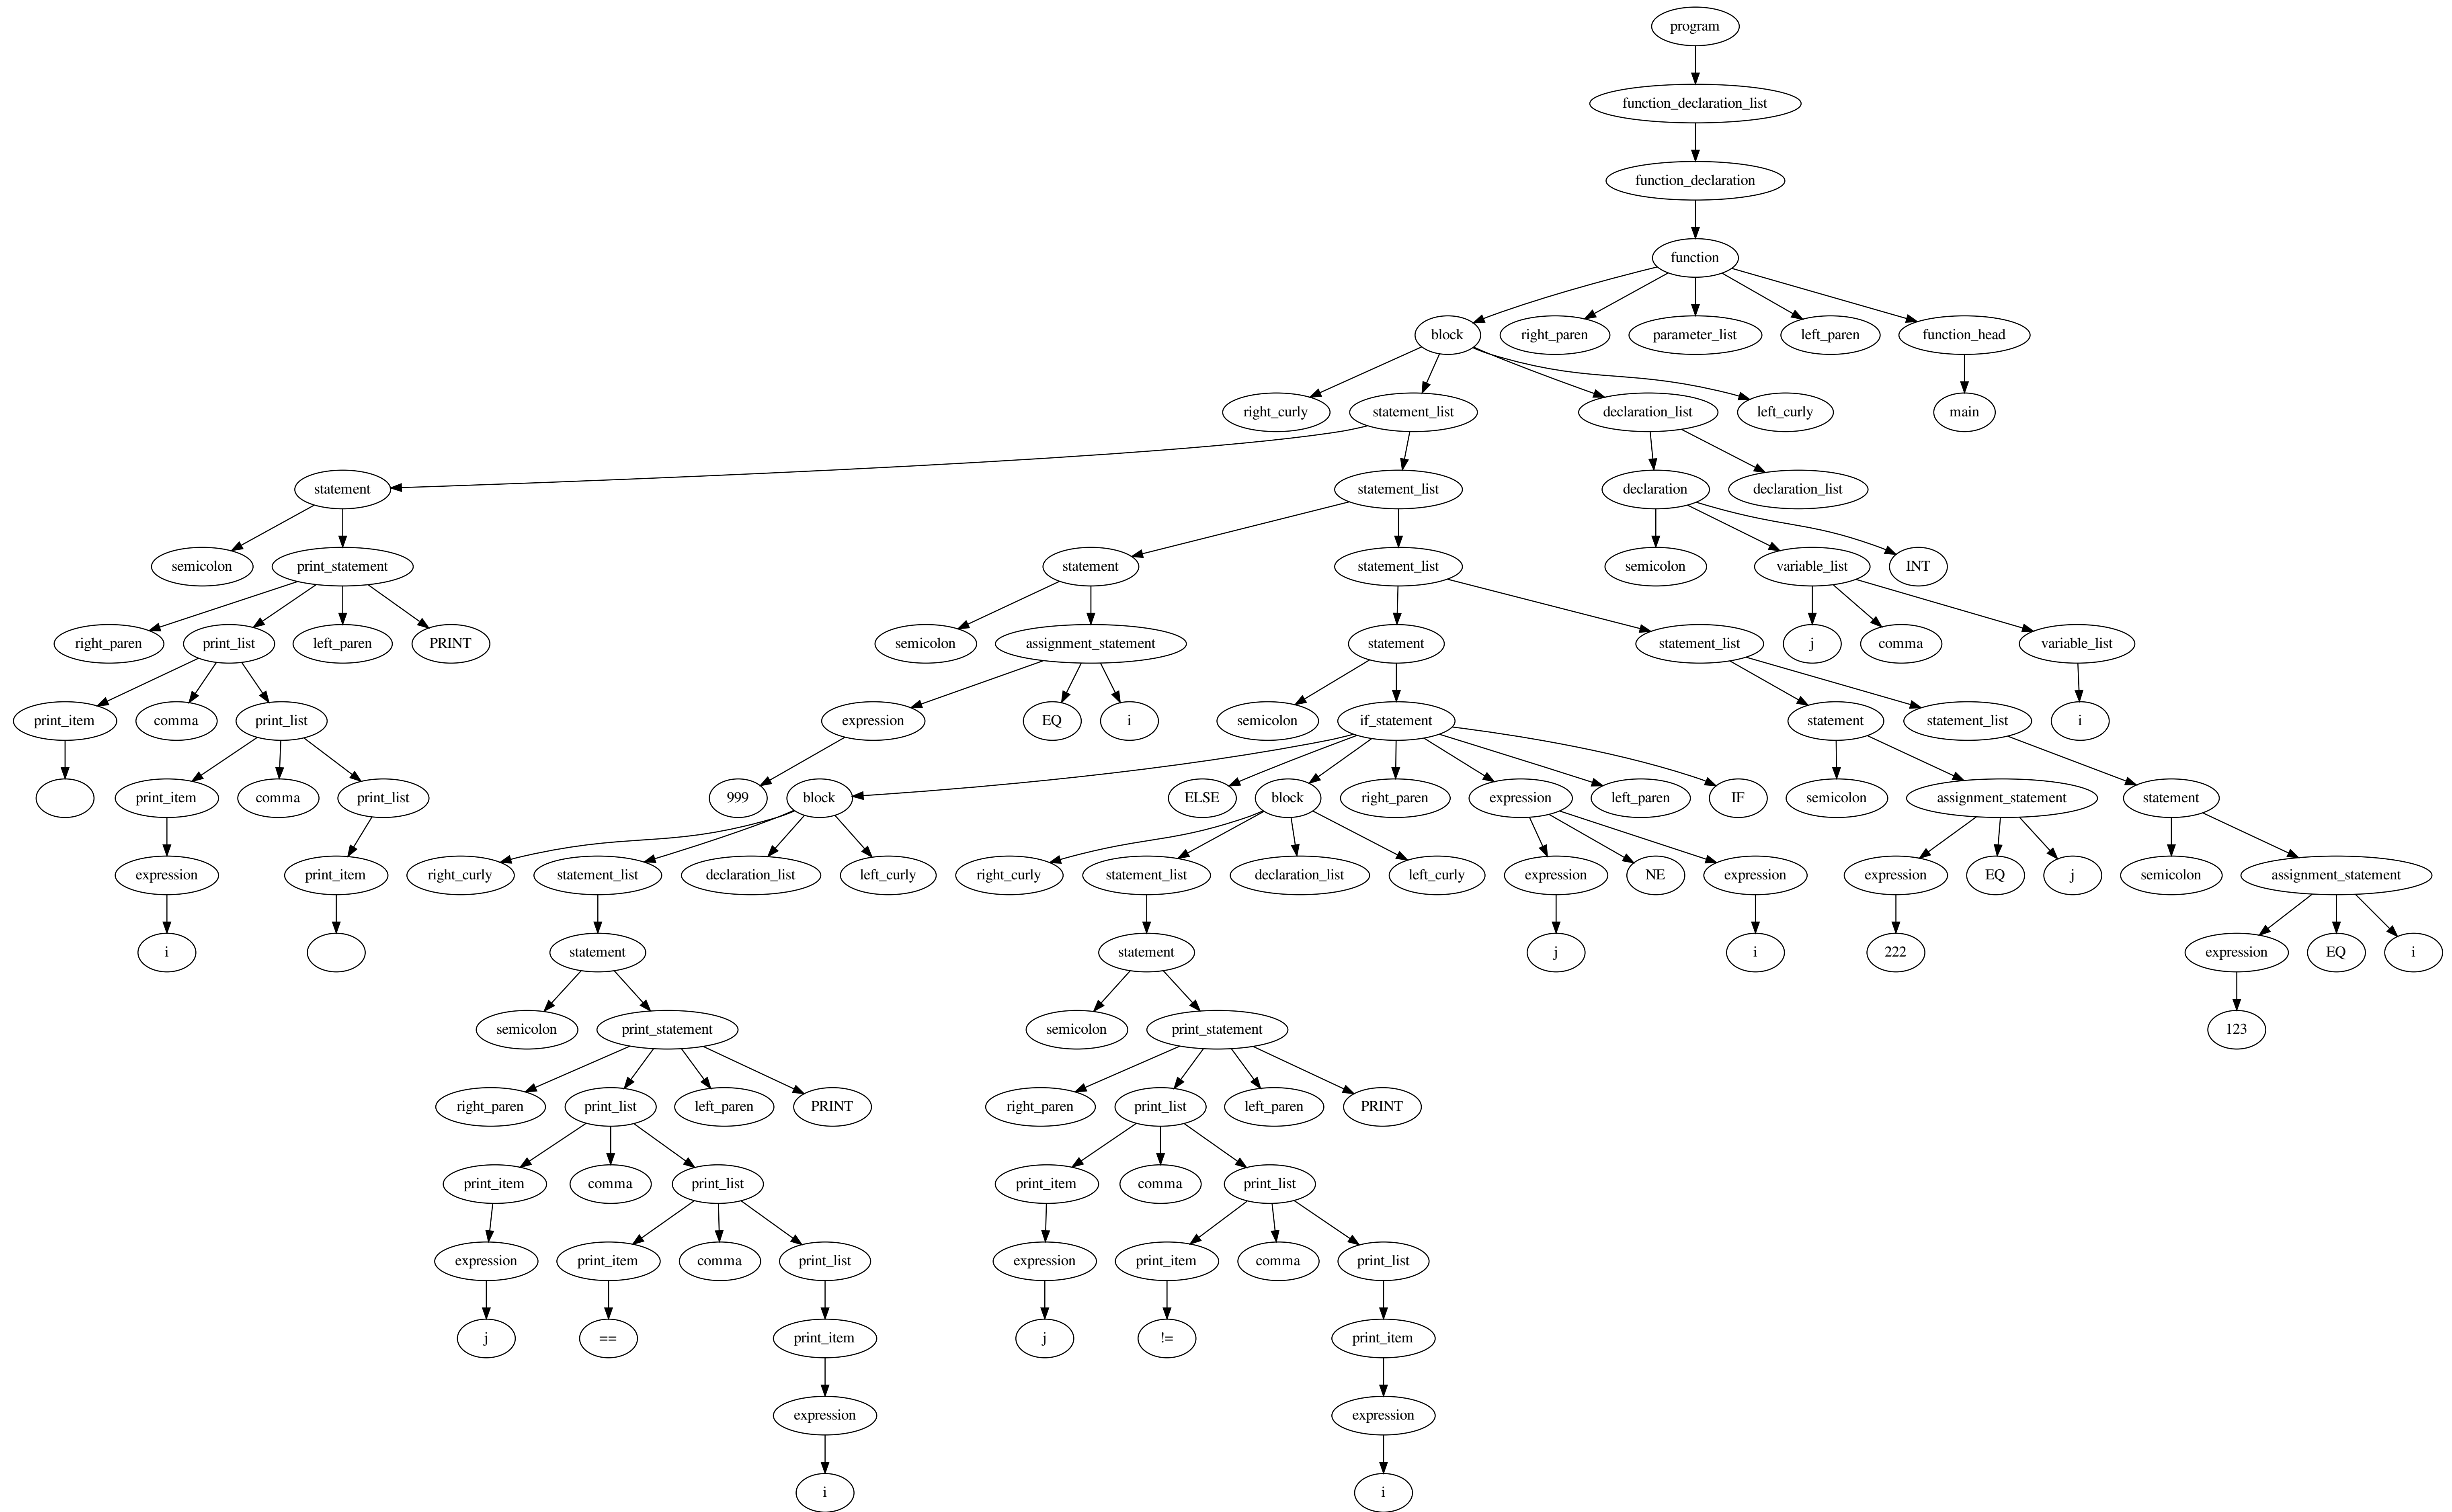 program
function_declaration_list
function_declaration
function
block
right_paren
parameter_list
left_paren
function_head
right_curly
statement_list
declaration_list
left_curly
main
statement
statement_list
declaration
declaration_list
semicolon
print_statement
statement
statement_list
semicolon
variable_list
INT
right_paren
print_list
left_paren
PRINT
semicolon
assignment_statement
statement
statement_list
j
comma
variable_list
print_item
comma
print_list
expression
EQ
i
semicolon
if_statement
statement
statement_list
i
print_item
comma
print_list
999
block
ELSE
block
right_paren
expression
left_paren
IF
semicolon
assignment_statement
statement
expression
print_item
right_curly
statement_list
declaration_list
left_curly
right_curly
statement_list
declaration_list
left_curly
expression
NE
expression
expression
EQ
j
semicolon
assignment_statement
i
statement
statement
j
i
222
expression
EQ
i
semicolon
print_statement
semicolon
print_statement
123
right_paren
print_list
left_paren
PRINT
right_paren
print_list
left_paren
PRINT
print_item
comma
print_list
print_item
comma
print_list
expression
print_item
comma
print_list
expression
print_item
comma
print_list
j
==
print_item
j
!=
print_item
expression
expression
i
i